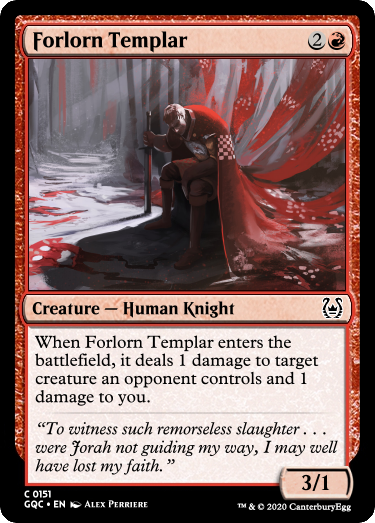 Forlorn Templar 2
Creature — Human Knight
When Forlorn Templar enters the
battlefield, it deals 1 damage to target
creature an opponent controls and 1
damage to you.
“To witness such remorseless slaughter . . .
were Jorah not guiding my way, I may well
have lost my faith.”
3/1
C 0151
GQC • EN Alex Perriere
™ & © 2020 CanterburyEgg